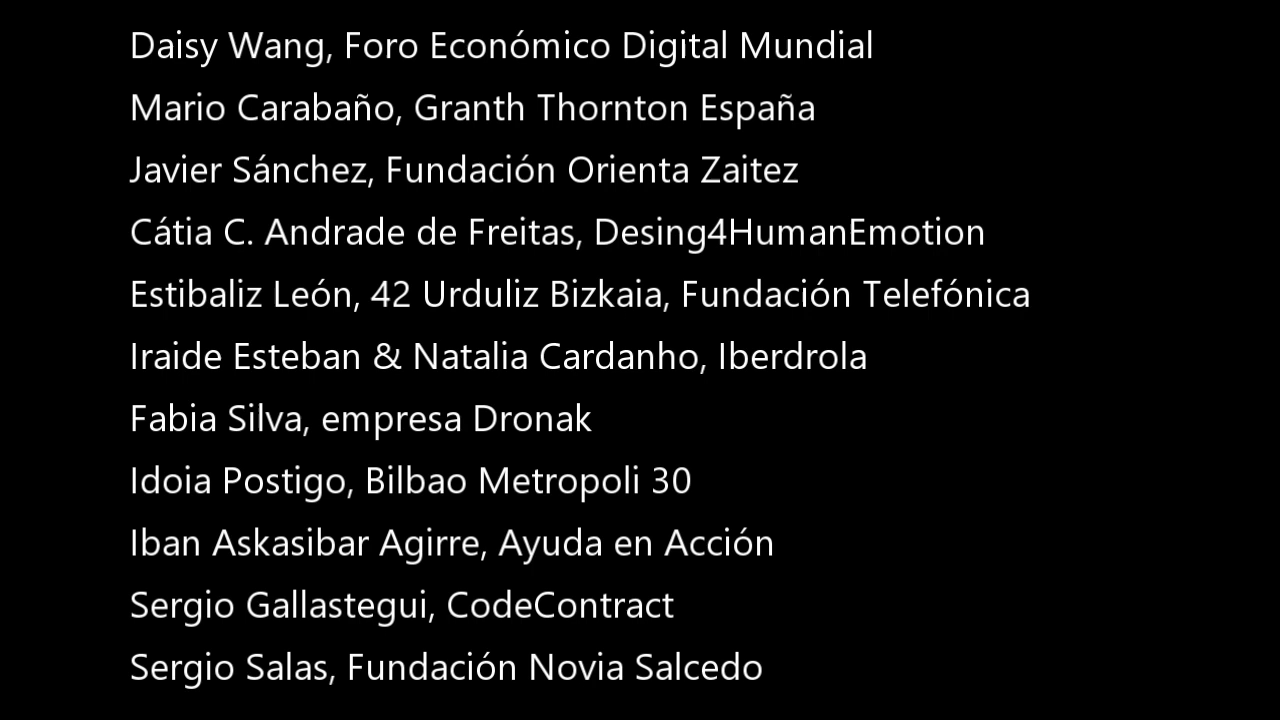 Daisy Wang, Foro Económico Digital Mundial
Mario Carabaño, Granth Thornton España
Javier Sánchez, Fundación Orienta Zaitez
Cátia C. Andrade de Freitas, Desing4HumanEmotion
Estibaliz León, 42 Urduliz Bizkaia, Fundación Telefónica
Iraide Esteban & Natalia Cardanho, Iberdrola
Fabia Silva, empresa Dronak
Idoia Postigo, Bilbao Metropoli 30
Iban Askasibar Agirre, Ayuda en Acción
Sergio Gallastegui, CodeContract
Sergio Salas, Fundación Novia Salcedo